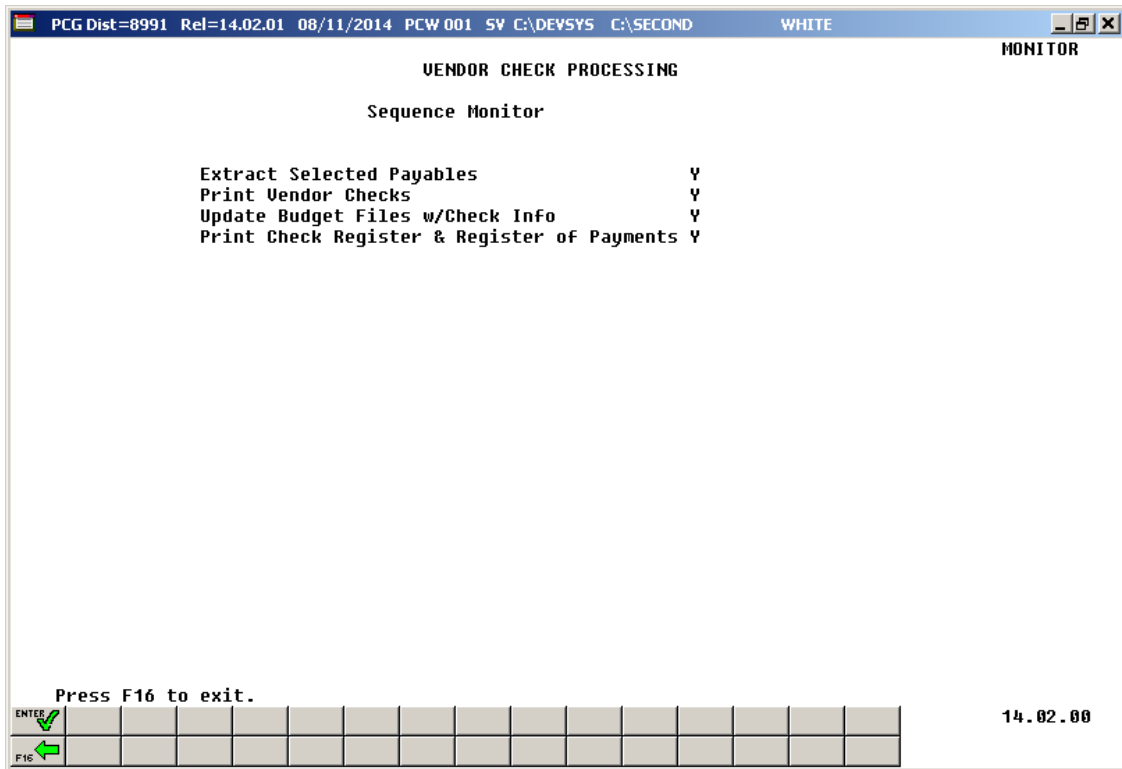 PCG Dist=8991 Rel=14.02.01 08/11/2014 PCW 001 SV C:\DEVSYS C:\SECOND WHITE
MONITOR
VENDOR CHECK PROCESSING
Sequence Monitor
Extract Selected Payables Y
Print Vendor Checks Y
Update Budget Files w/Check Info Y
Print Check Register & Register of Payments Y
Press F16 to exit.
ENTER
14.02.00
F16